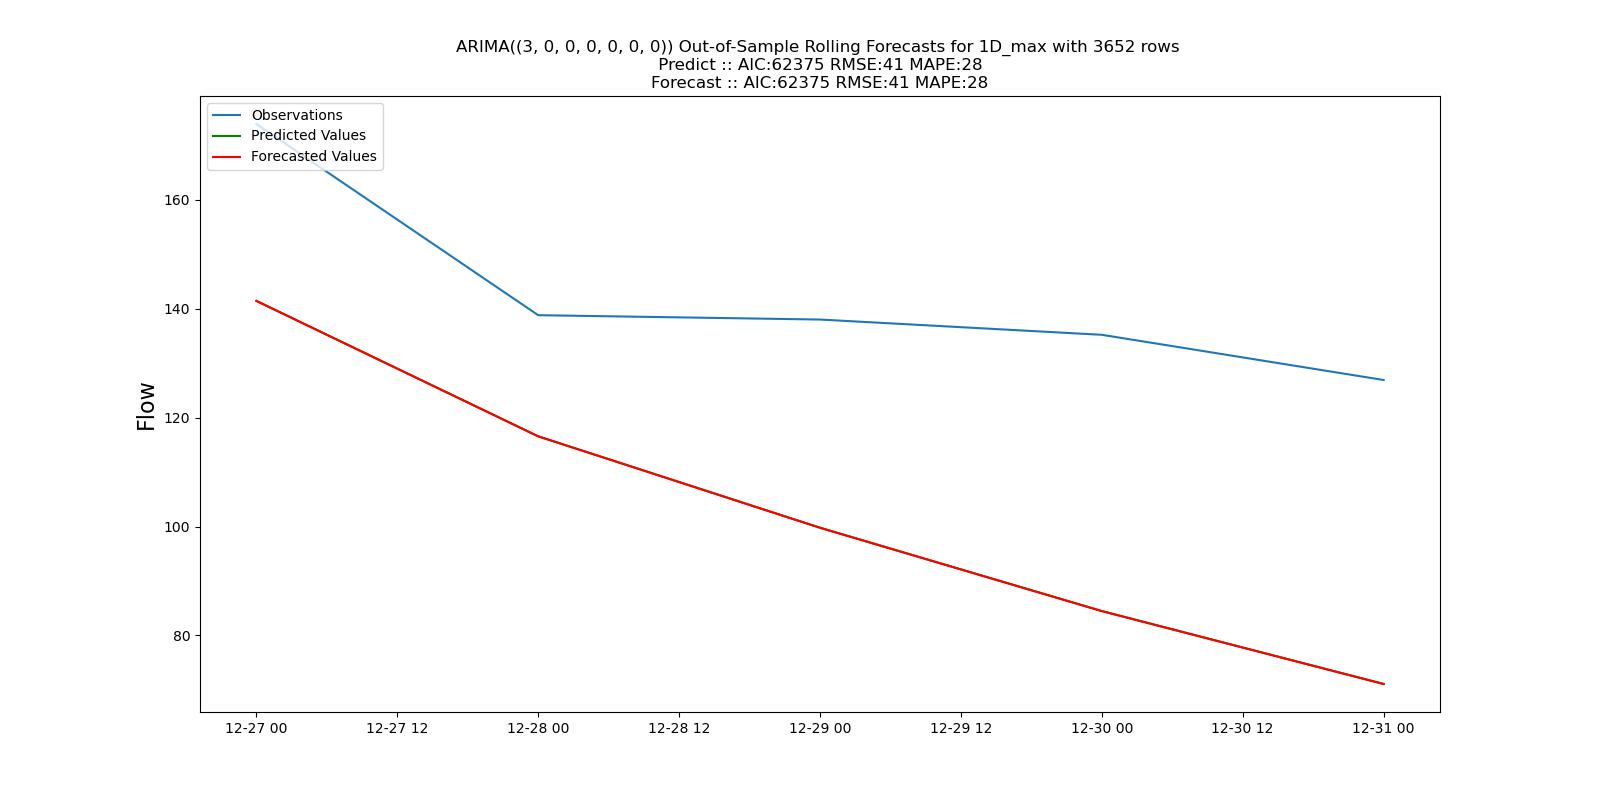 ARIMA((3, 0, 0, 0, 0, 0, 0)) Out-of-Sample Rolling Forecasts for 1D_max with 3652 rows
Predict :: AIC:62375 RMSE:41 MAPE:28
Forecast :: AIC:62375 RMSE:41 MAPE:28
Observations
Predicted Values
Forecasted Values
160
140
120
100
80
Flow
12-27 00
12-27 12
12-28 00
12-28 12
12-29 00
12-29 12
12-30 00
12-30 12
12-31 00